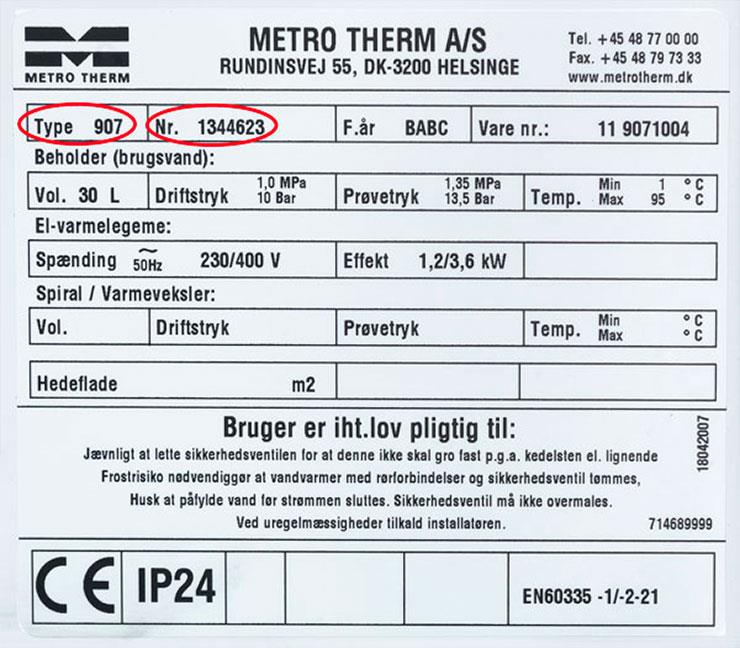 METRO THERM
METRO THERM A/S
RUNDINSVEJ 55, DK-3200 HELSINGE
Tel. +45 48 77 00 00
Fax. +45 48 79 73 33
www.metrotherm.dk
Type 907 Nr. 1344623 F.år BABC Vare nr.: 11 9071004
Beholder (brugsvand):
Vol. 30 L Driftstryk 1,0 MPa 10 Bar Prøvetryk 1,35 MPa 13,5 Bar Temp. Min 1 °C Max 95 °C
El-varmelegeme:
Spænding ~ 50Hz 230/400 V Effekt 1,2/3,6 kW
Spiral / Varmeveksler:
Vol. Driftstryk Prøvetryk Temp. Min °C Max °C
Hedeflade m2
Bruger er iht.lov pligtig til:
Jævnligt at lette sikkerhedsventilen for at denne ikke skal gro fast p.g.a. kedelsten el. lignende
Frostrisiko nødvendiggør at vandvarmer med rørforbindelser og sikkerhedsventil tømmes,
Husk at påfylde vand før strømmen sluttes. Sikkerhedsventil må ikke overmales.
Ved uregelmæssigheder tilkald installatøren.
714689999
18042007
CE IP24 EN60335 -1/-2-21